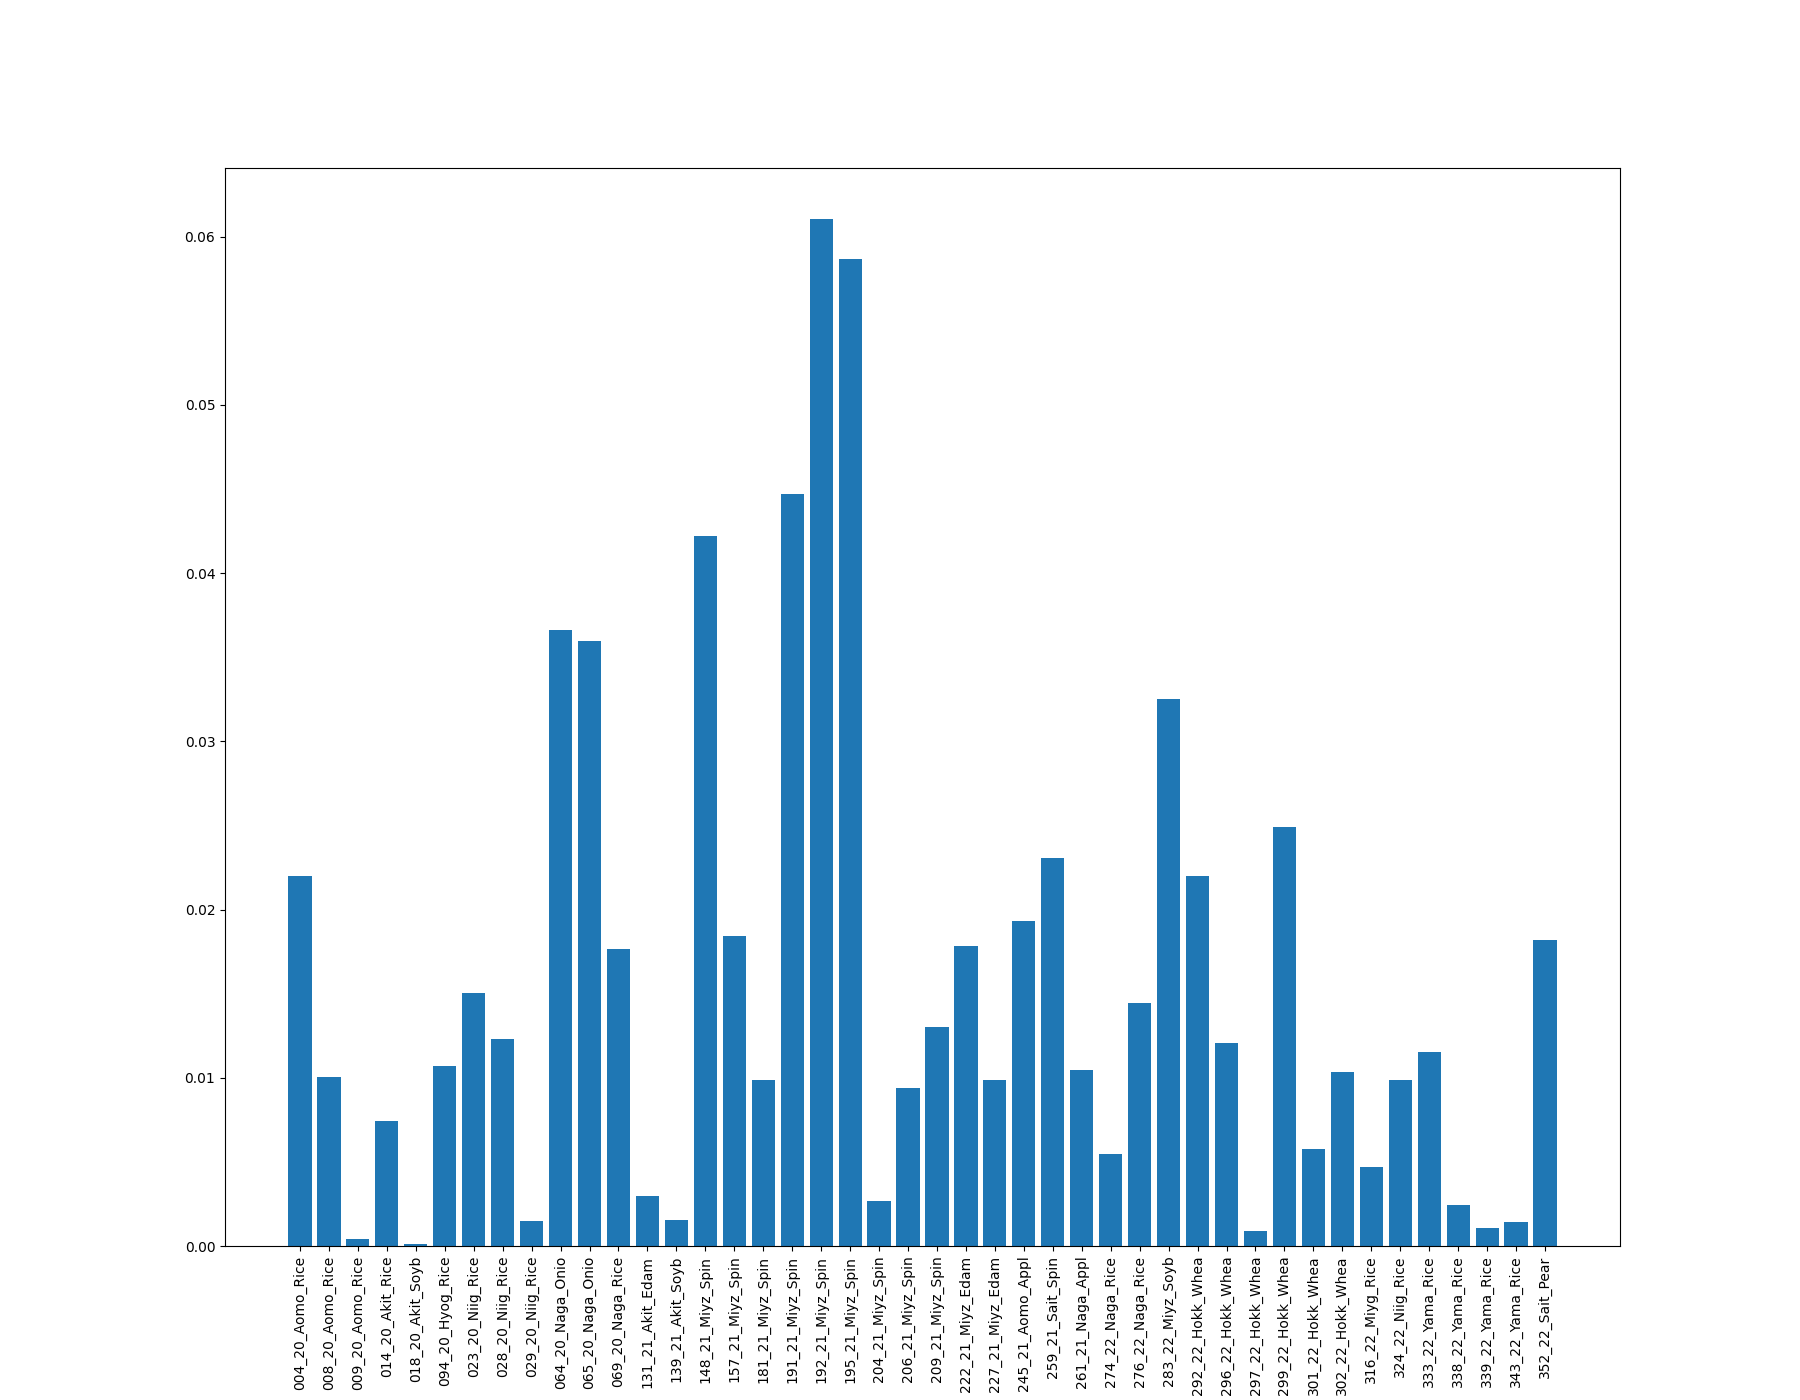 0.06
0.05
0.04
0.03
0.02
0.01
0.00
004_20_Aomo_Rice
008_20_Aomo_Rice
009_20_Aomo_Rice
014_20_Akit_Rice
018_20_Akit_Soyb
094_20_Hyog_Rice
023_20_Niig_Rice
028_20_Niig_Rice
029_20_Niig_Rice
064_20_Naga_Onio
065_20_Naga_Onio
069_20_Naga_Rice
131_21_Akit_Edam
139_21_Akit_Soyb
148_21_Miyz_Spin
157_21_Miyz_Spin
181_21_Miyz_Spin
191_21_Miyz_Spin
192_21_Miyz_Spin
195_21_Miyz_Spin
204_21_Miyz_Spin
206_21_Miyz_Spin
209_21_Miyz_Spin
222_21_Miyz_Edam
227_21_Miyz_Edam
245_21_Aomo_Appl
259_21_Sait_Spin
261_21_Naga_Appl
274_22_Naga_Rice
276_22_Naga_Rice
283_22_Miyz_Soyb
292_22_Hokk_Whea
296_22_Hokk_Whea
297_22_Hokk_Whea
299_22_Hokk_Whea
301_22_Hokk_Whea
302_22_Hokk_Whea
316_22_Miyg_Rice
324_22_Niig_Rice
333_22_Yama_Rice
338_22_Yama_Rice
339_22_Yama_Rice
343_22_Yama_Rice
352_22_Sait_Pear